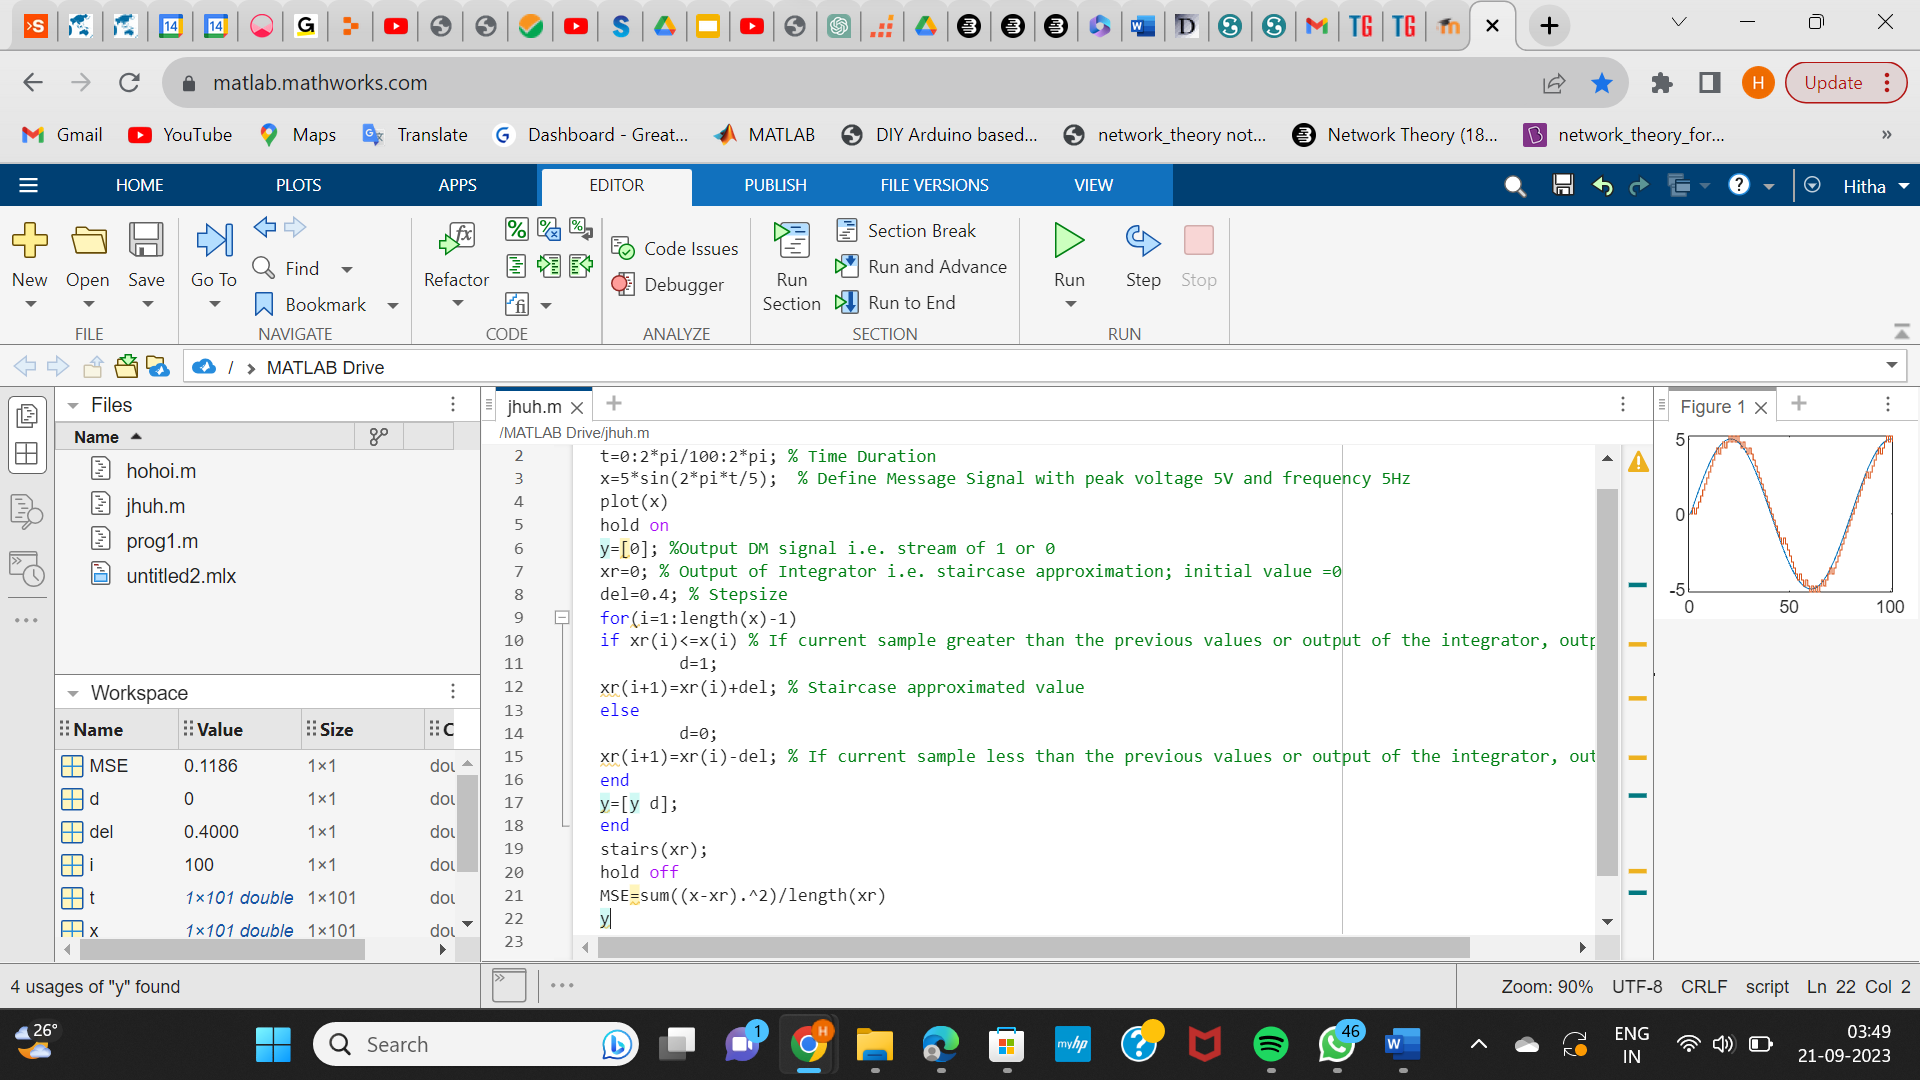 matlab.mathworks.com
Update
H
Gmail YouTube Maps Translate Dashboard - Great... MATLAB DIY Arduino based... network_theory not... Network Theory (18... network_theory_for... »
HOME PLOTS APPS EDITOR PUBLISH FILE VERSIONS VIEW Hitha
New Open Save
FILE
Go To Find Bookmark
NAVIGATE
Refactor
CODE
Code Issues
Debugger
ANALYZE
Run Section
Section Break
Run and Advance
Run to End
SECTION
Run Step Stop
RUN
/ › MATLAB Drive
Files
Name
hohoi.m
jhuh.m
prog1.m
untitled2.mlx
Workspace
Name Value Size C
MSE 0.1186 1×1 dou
d 0 1×1 dou
del 0.4000 1×1 dou
i 100 1×1 dou
t 1×101 double 1×101
x 1×101 double 1×101
jhuh.m
/MATLAB Drive/jhuh.m
2 t=0:2*pi/100:2*pi; % Time Duration
3 x=5*sin(2*pi*t/5);  % Define Message Signal with peak voltage 5V and frequency 5Hz
4 plot(x)
5 hold on
6 y=[0]; %Output DM signal i.e. stream of 1 or 0
7 xr=0; % Output of Integrator i.e. staircase approximation; initial value =0
8 del=0.4; % Stepsize
9 for(i=1:length(x)-1)
10 if xr(i)<=x(i) % If current sample greater than the previous values or output of the integrator, outp
11 d=1;
12 xr(i+1)=xr(i)+del; % Staircase approximated value
13 else
14 d=0;
15 xr(i+1)=xr(i)-del; % If current sample less than the previous values or output of the integrator, out
16 end
17 y=[y d];
18 end
19 stairs(xr);
20 hold off
21 MSE=sum((x-xr).^2)/length(xr)
22 y
23
Figure 1
5
0
-5
0 50 100
4 usages of "y" found
Zoom: 90% UTF-8 CRLF script Ln 22 Col 2
26°
Search
1
H
myhp
46
ENG
IN
03:49
21-09-2023